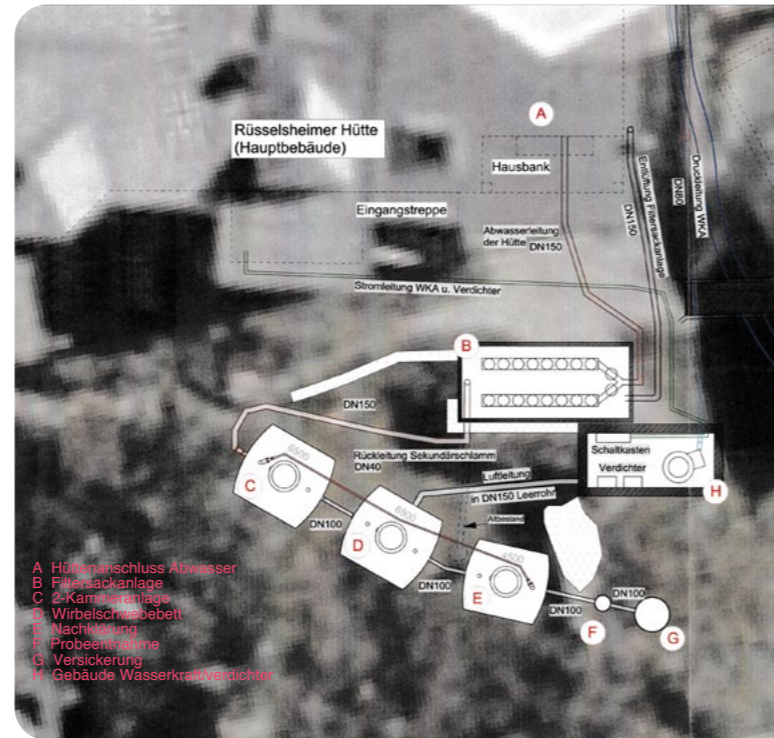 A
Rüsselsheimer Hütte
(Hauptbebäude)
Hausbank
Eingangstreppe
Abwasserleitung
der Hütte DN150
DN150
Entlüftung Filtersackanlage
DN80
Druckleitung WKA
Stromleitung WKA u. Verdichter
B
DN150
Rückleitung Sekundärschlamm
DN40
Schaltkasten
Verdichter
H
Luftleitung
in DN150 Leerrohr
Altbestand
6500
C
DN100
6500
D
DN100
4500
E
DN100
F
DN100
G
A Hüttenanschluss Abwasser
B Filtersackanlage
C 2-Kammeranlage
D Wirbelschwebebett
E Nachklärung
F Probeentnahme
G Versickerung
H Gebäude Wasserkraft/verdichter